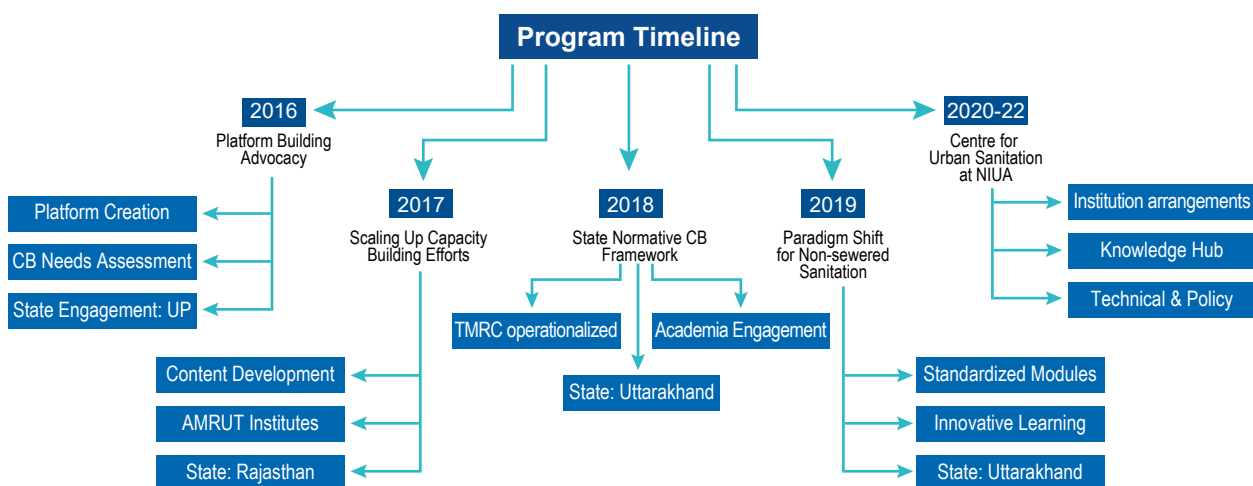 Program Timeline
2016
Platform Building
Advocacy
Platform Creation
CB Needs Assessment
State Engagement: UP
2017
Scaling Up Capacity
Building Efforts
Content Development
AMRUT Institutes
State: Rajasthan
2018
State Normative CB
Framework
TMRC operationalized
Academia Engagement
State: Uttarakhand
2019
Paradigm Shift
for Non-sewered
Sanitation
Standardized Modules
Innovative Learning
State: Uttarakhand
2020-22
Centre for
Urban Sanitation
at NIUA
Institution arrangements
Knowledge Hub
Technical & Policy